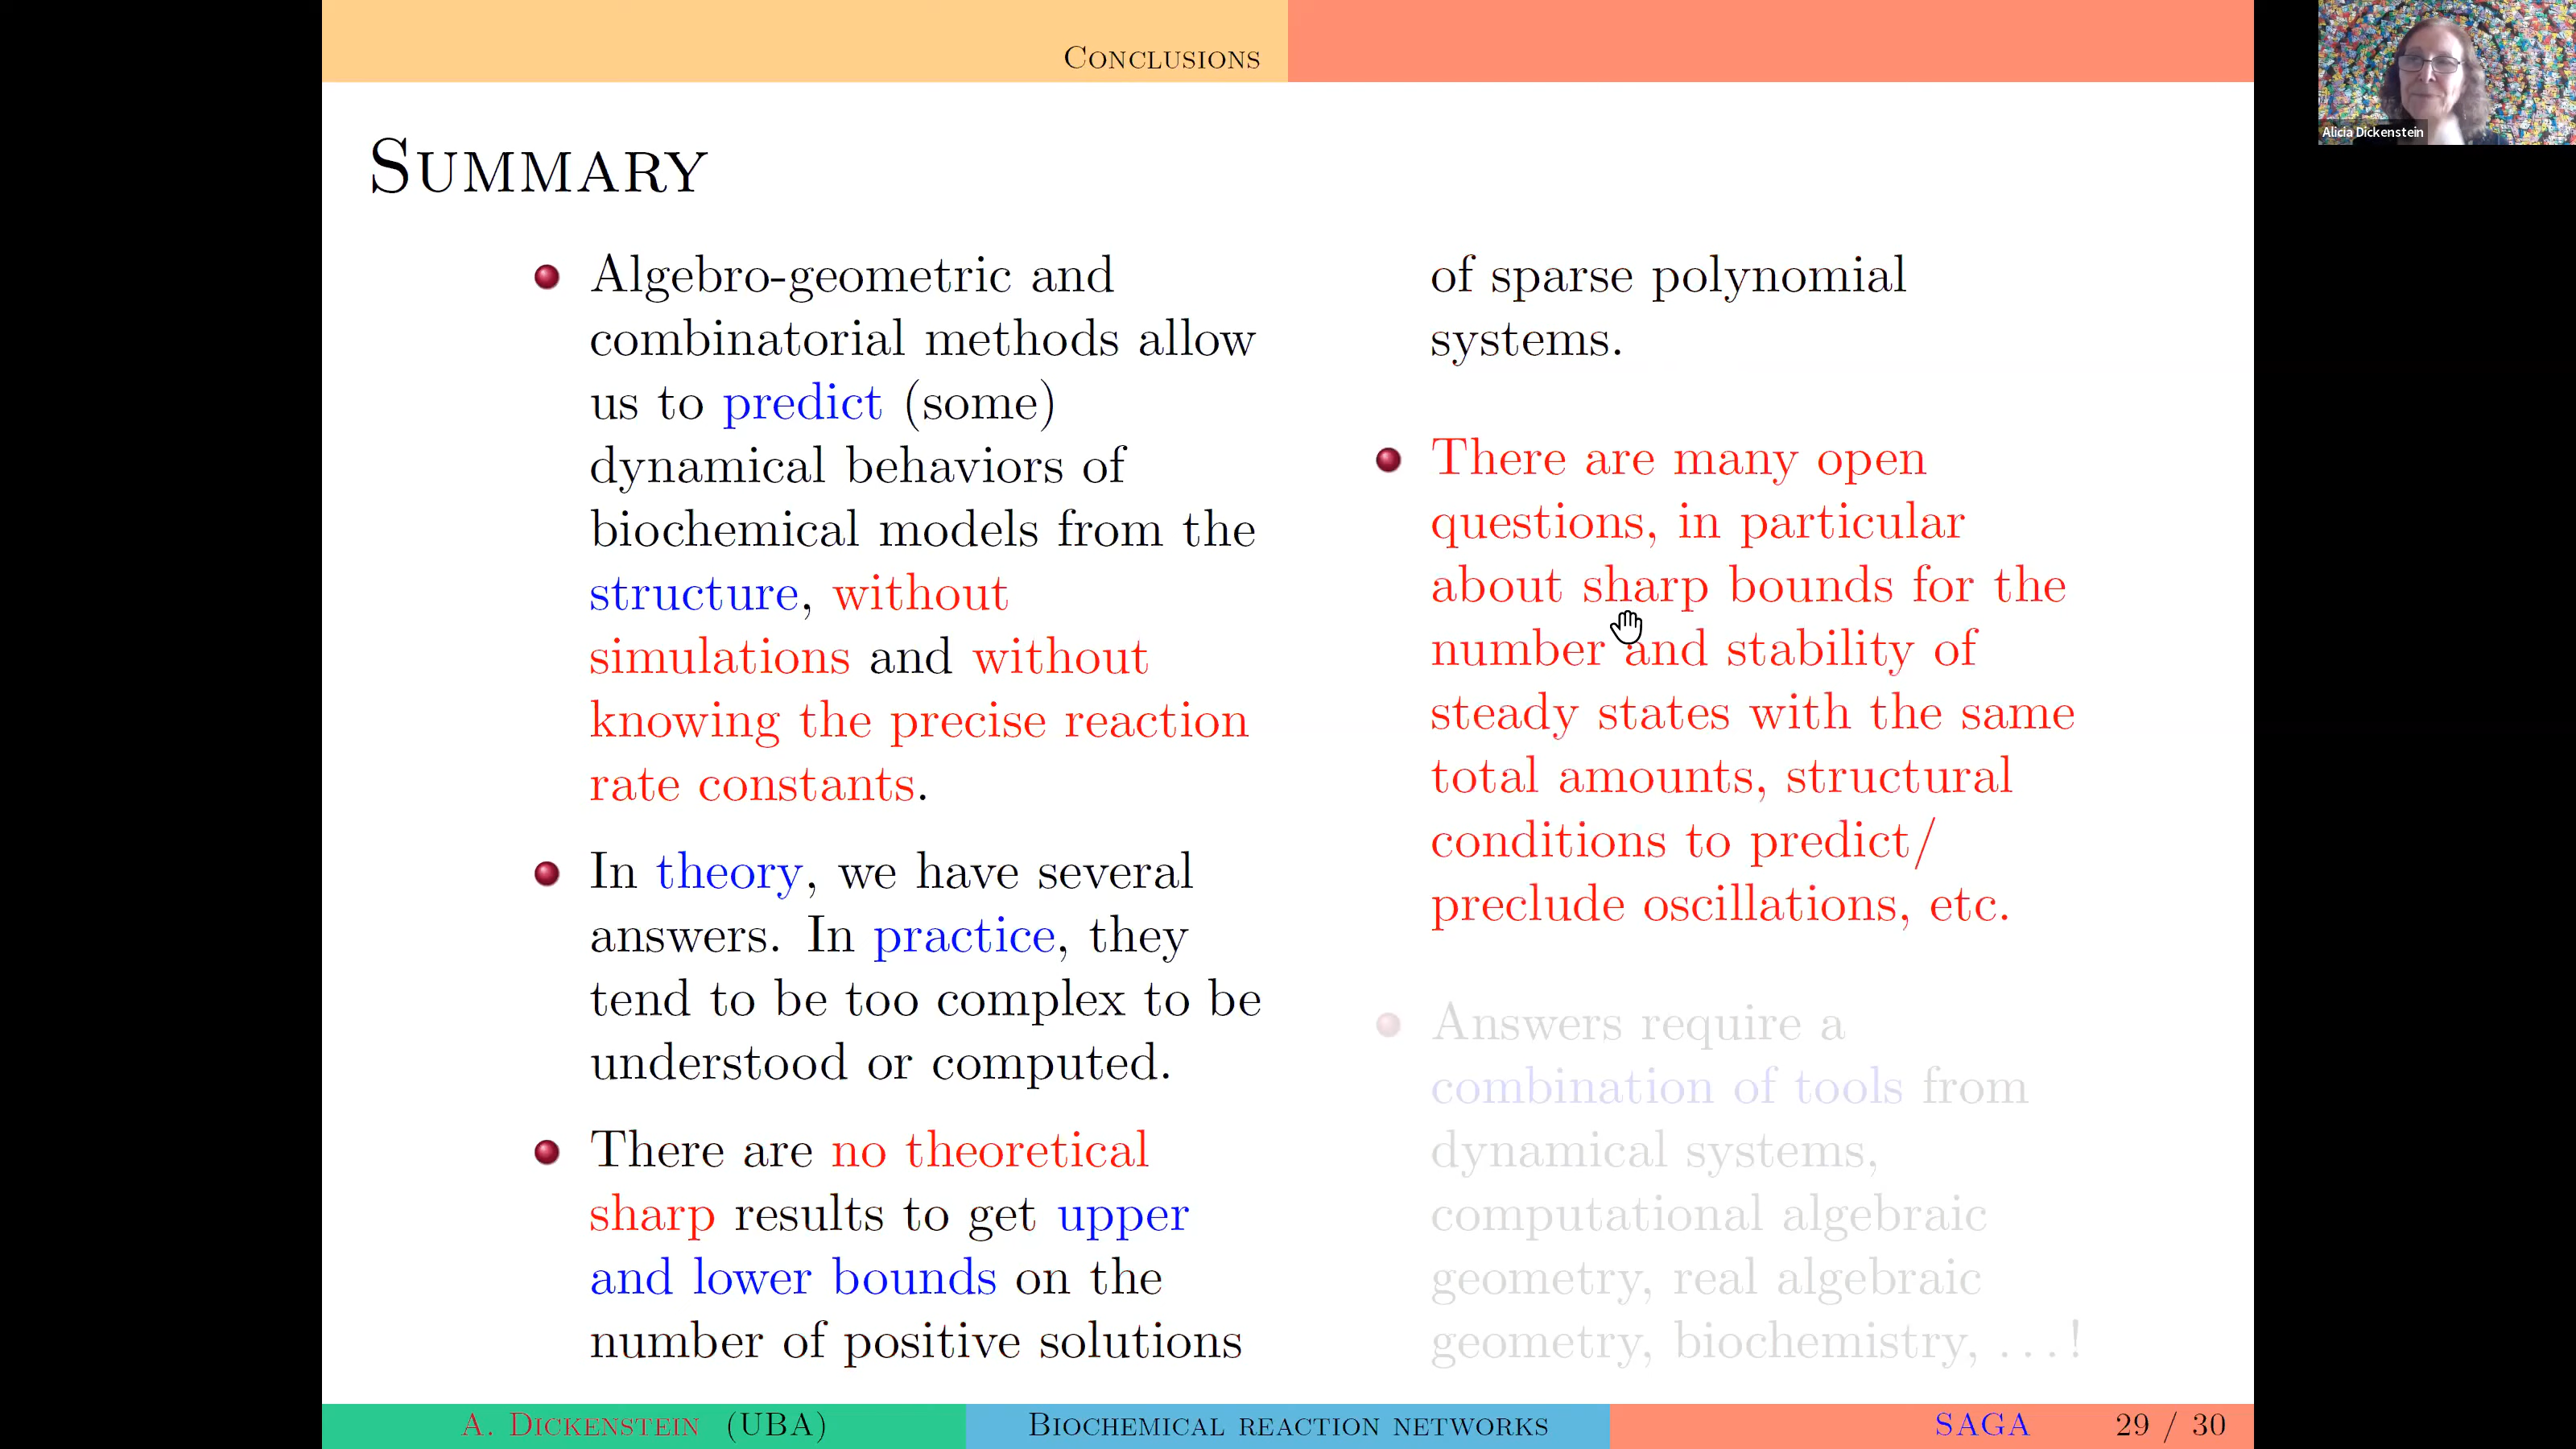 Conclusions
Summary
Algebro-geometric and
combinatorial methods allow
us to predict (some)
dynamical behaviors of
biochemical models from the
structure, without
simulations and without
knowing the precise reaction
rate constants.
In theory, we have several
answers. In practice, they
tend to be too complex to be
understood or computed.
There are no theoretical
sharp results to get upper
and lower bounds on the
number of positive solutions
of sparse polynomial
systems.
There are many open
questions, in particular
about sharp bounds for the
number and stability of
steady states with the same
total amounts, structural
conditions to predict/
preclude oscillations, etc.
Answers require a
combination of tools from
dynamical systems,
computational algebraic
geometry, real algebraic
geometry, biochemistry, ...!
A. Dickenstein (UBA)
Biochemical reaction networks
SAGA
29 / 30
Alicia Dickenstein